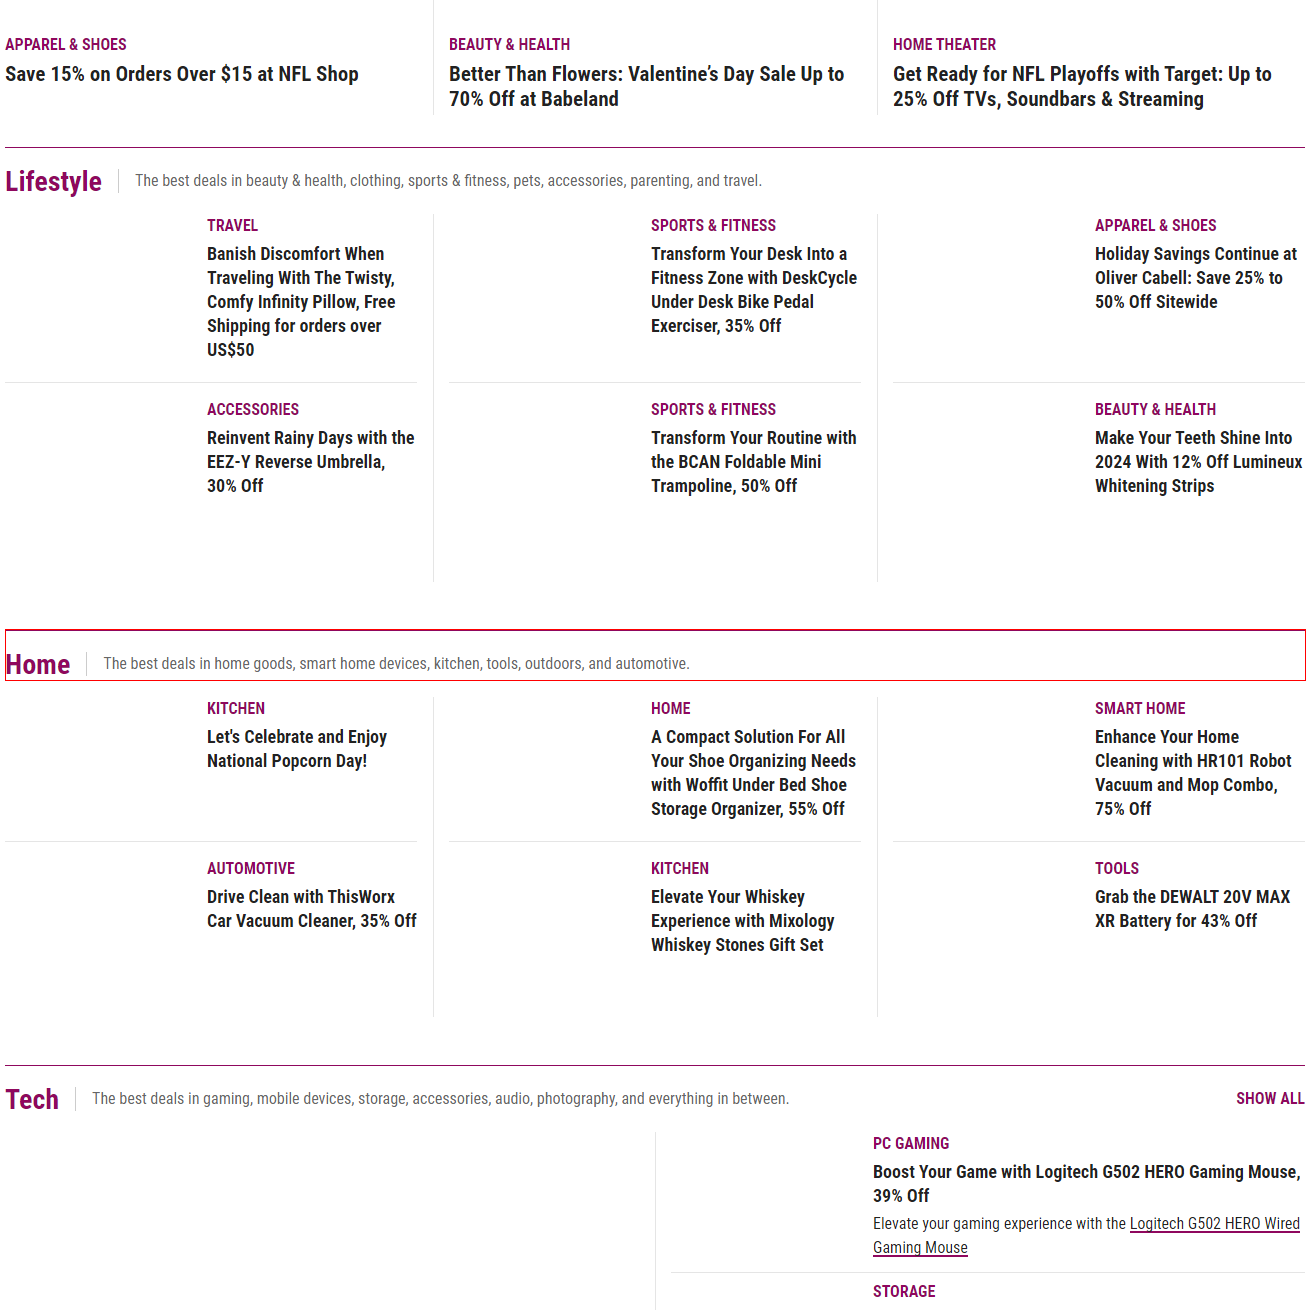 APPAREL & SHOES
Save 15% on Orders Over $15 at NFL Shop
BEAUTY & HEALTH
Better Than Flowers: Valentine’s Day Sale Up to
70% Off at Babeland
HOME THEATER
Get Ready for NFL Playoffs with Target: Up to
25% Off TVs, Soundbars & Streaming
Lifestyle
The best deals in beauty & health, clothing, sports & fitness, pets, accessories, parenting, and travel.
TRAVEL
Banish Discomfort When
Traveling With The Twisty,
Comfy Infinity Pillow, Free
Shipping for orders over
US$50
SPORTS & FITNESS
Transform Your Desk Into a
Fitness Zone with DeskCycle
Under Desk Bike Pedal
Exerciser, 35% Off
APPAREL & SHOES
Holiday Savings Continue at
Oliver Cabell: Save 25% to
50% Off Sitewide
ACCESSORIES
Reinvent Rainy Days with the
EEZ-Y Reverse Umbrella,
30% Off
SPORTS & FITNESS
Transform Your Routine with
the BCAN Foldable Mini
Trampoline, 50% Off
BEAUTY & HEALTH
Make Your Teeth Shine Into
2024 With 12% Off Lumineux
Whitening Strips
Home
The best deals in home goods, smart home devices, kitchen, tools, outdoors, and automotive.
KITCHEN
Let's Celebrate and Enjoy
National Popcorn Day!
HOME
A Compact Solution For All
Your Shoe Organizing Needs
with Woffit Under Bed Shoe
Storage Organizer, 55% Off
SMART HOME
Enhance Your Home
Cleaning with HR101 Robot
Vacuum and Mop Combo,
75% Off
AUTOMOTIVE
Drive Clean with ThisWorx
Car Vacuum Cleaner, 35% Off
KITCHEN
Elevate Your Whiskey
Experience with Mixology
Whiskey Stones Gift Set
TOOLS
Grab the DEWALT 20V MAX
XR Battery for 43% Off
Tech
The best deals in gaming, mobile devices, storage, accessories, audio, photography, and everything in between.
SHOW ALL
PC GAMING
Boost Your Game with Logitech G502 HERO Gaming Mouse,
39% Off
Elevate your gaming experience with the Logitech G502 HERO Wired
Gaming Mouse
STORAGE